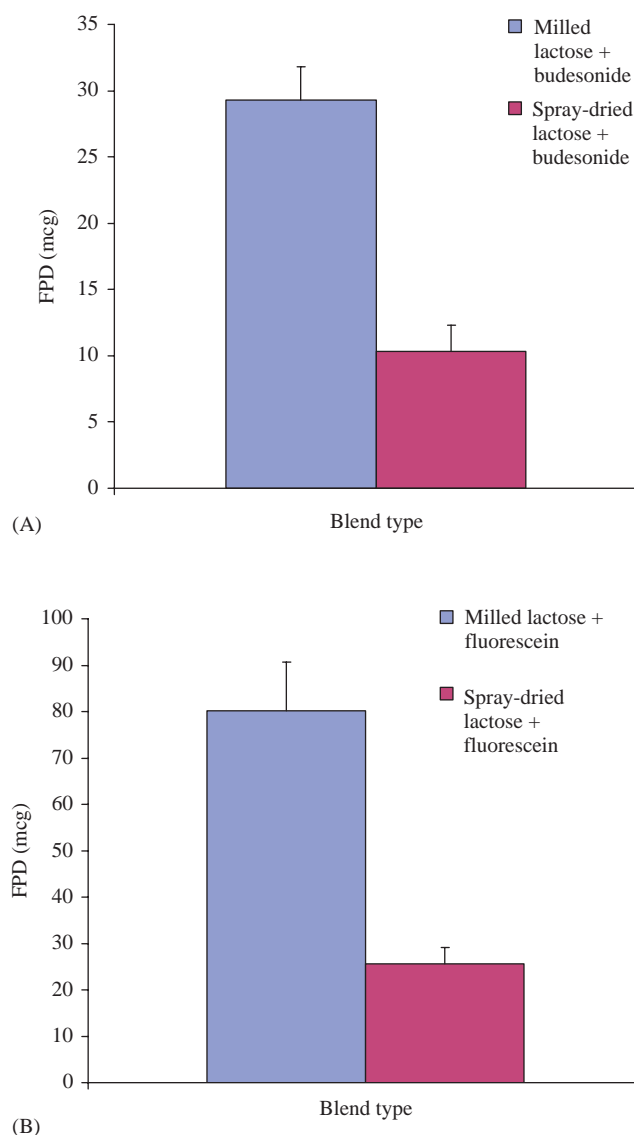 35
30
25
20
15
10
5
0
FPD (mcg)
Milled
lactose +
budesonide
Spray-dried
lactose +
budesonide
Blend type
(A)
100
90
80
70
60
50
40
30
20
10
0
FPD (mcg)
Milled lactose +
fluorescein
Spray-dried
lactose +
fluorescein
Blend type
(B)